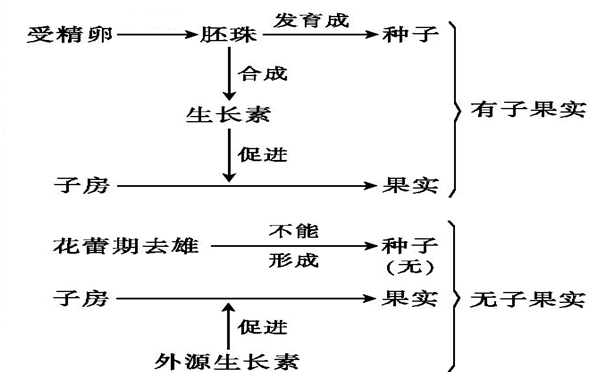 受精卵 胚珠 发育成 种子
合成
生长素
有子果实
促进
子房 果实
花蕾期去雄 不能 形成 种子
(无)
子房 果实
无子果实
促进
外源生长素